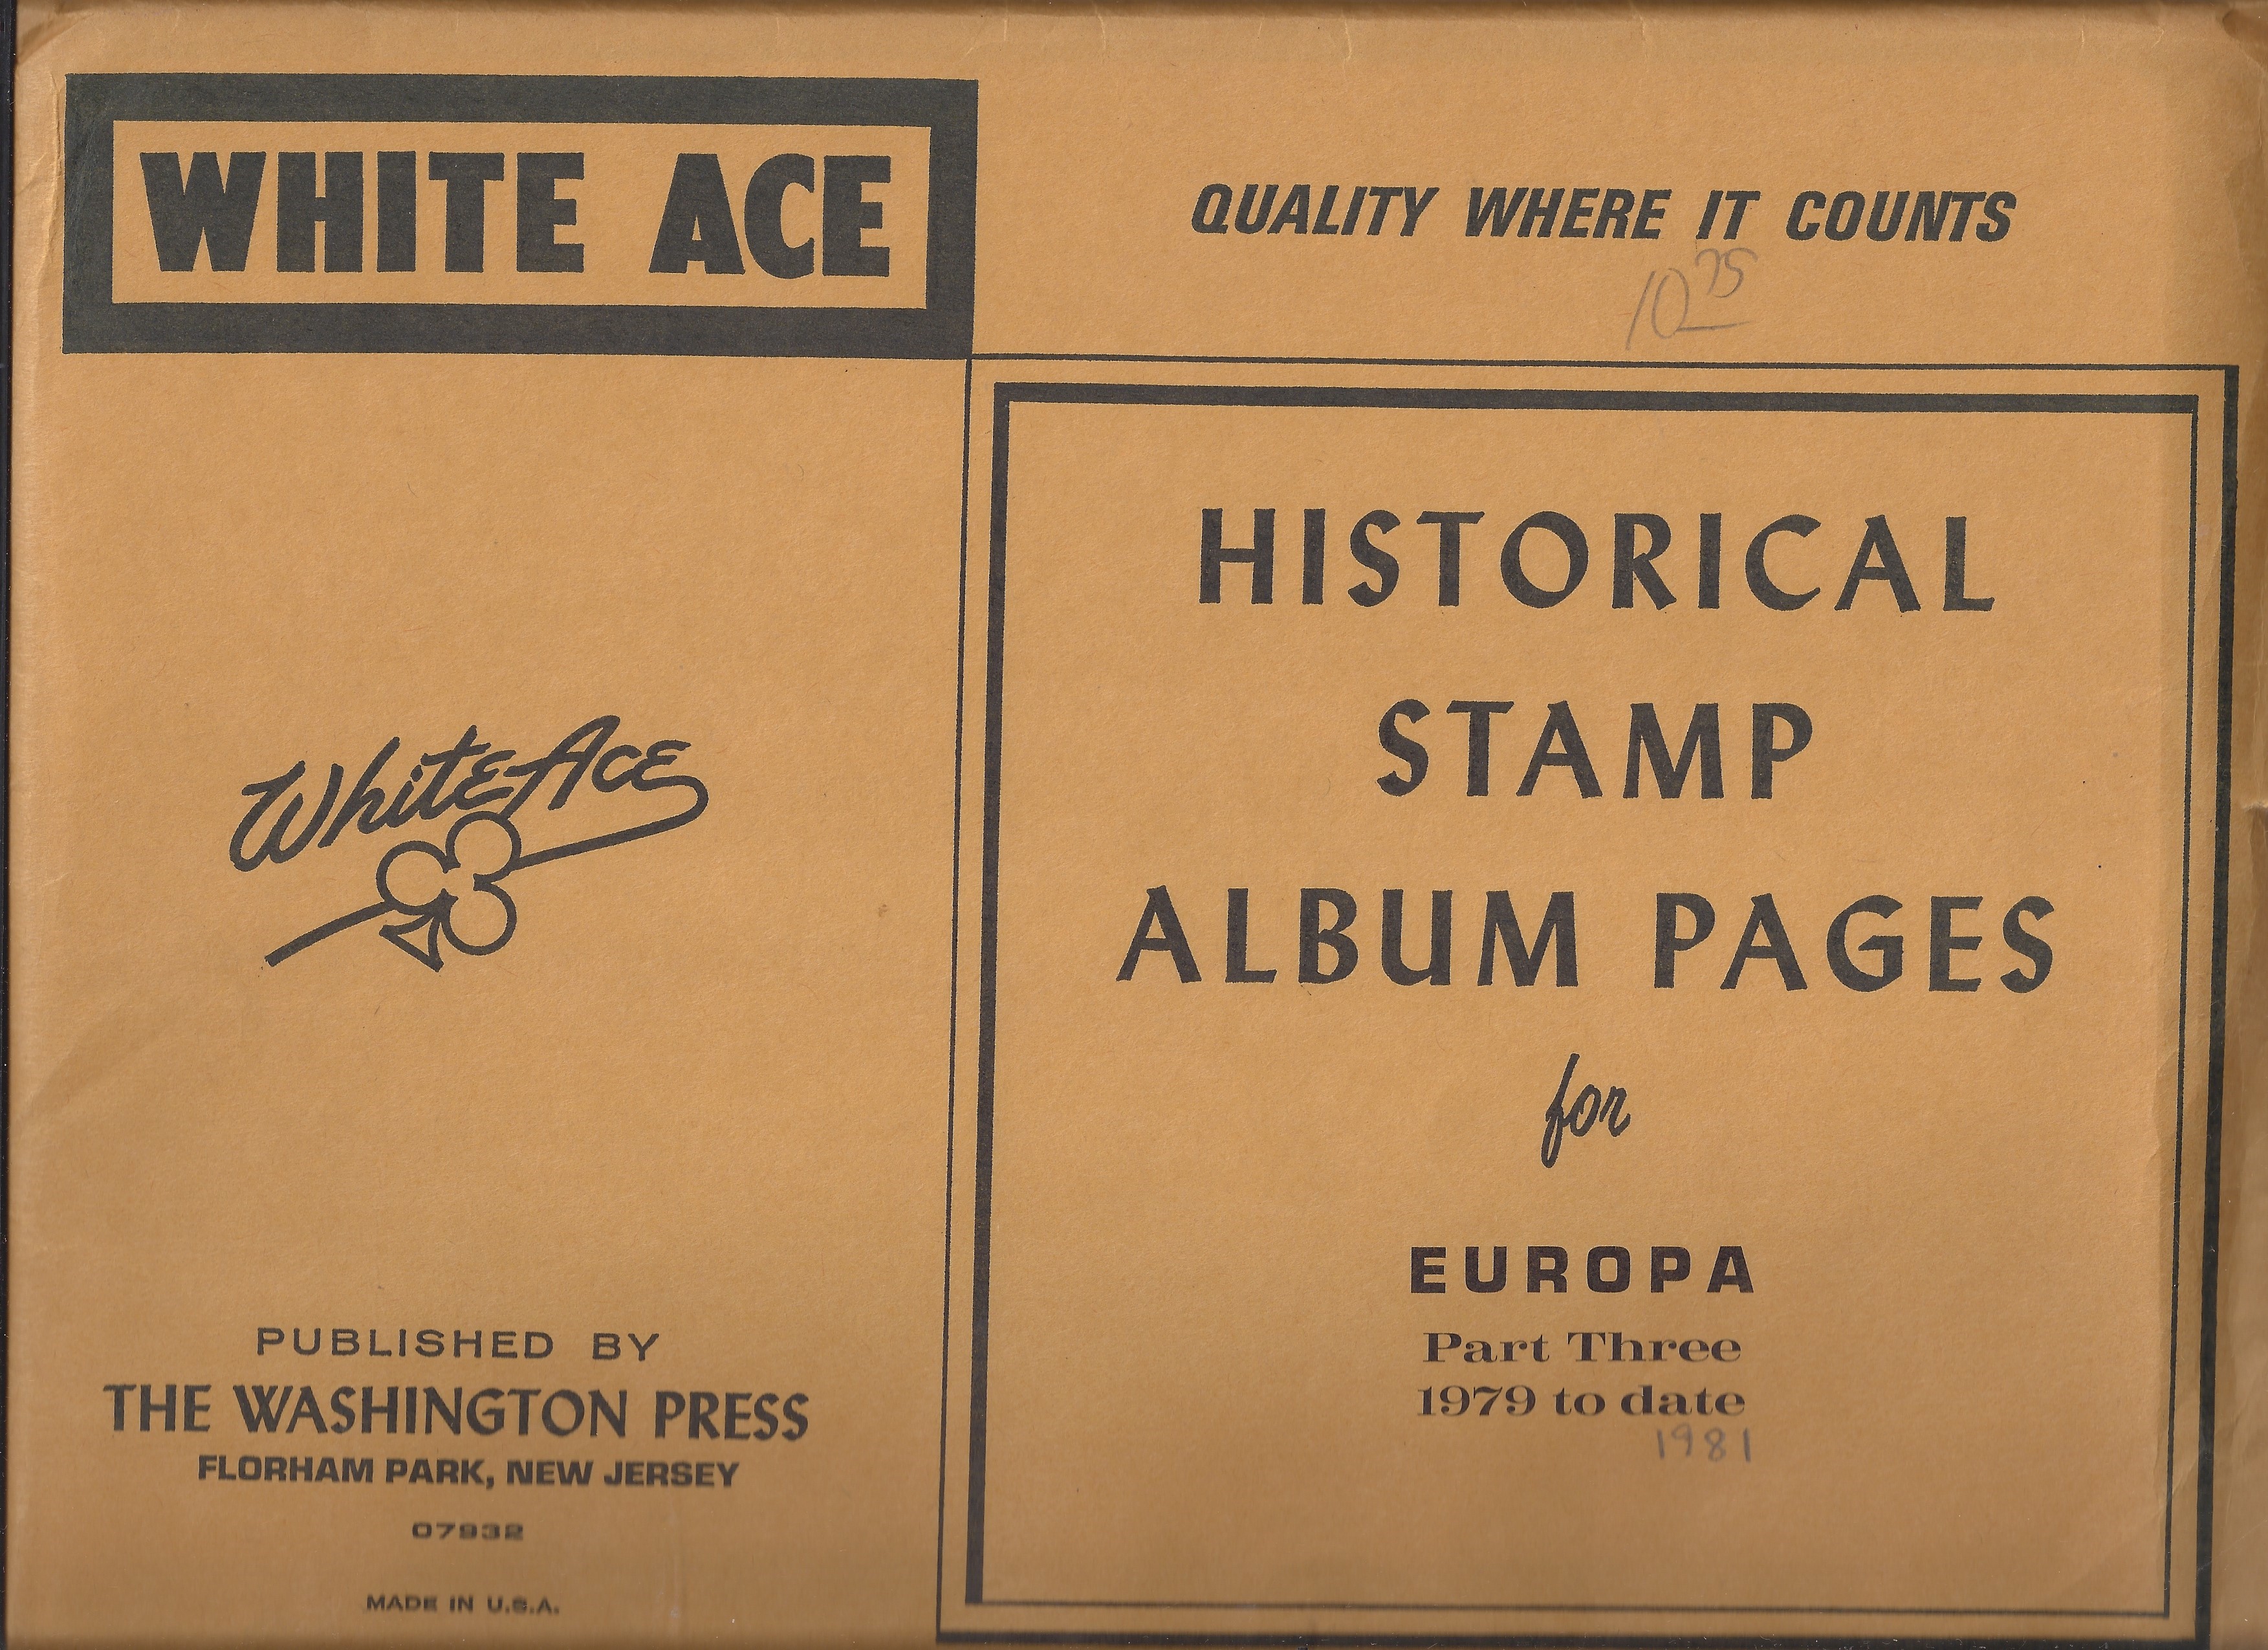 WHITE ACE
QUALITY WHERE IT COUNTS
10 75
White Ace
HISTORICAL
STAMP
ALBUM PAGES
for
EUROPA
Part Three
1979 to date
1981
PUBLISHED BY
THE WASHINGTON PRESS
FLORHAM PARK, NEW JERSEY
07932
MADE IN U.S.A.